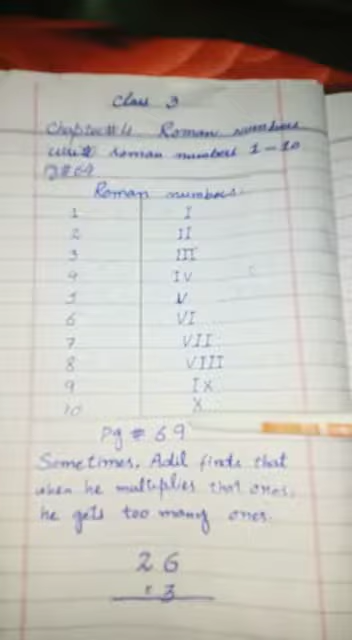 Class 3
Chapter # 4 Roman numbers
Write roman numbers 1 - 10
Pg # 69
Roman numbers.
1 I
2 II
3 III
4 IV
5 V
6 VI
7 VII
8 VIII
9 IX
10 X
Pg # 69
Sometimes, Adil finds that
when he multiplies that ones,
he gets too many ones.
26
× 3